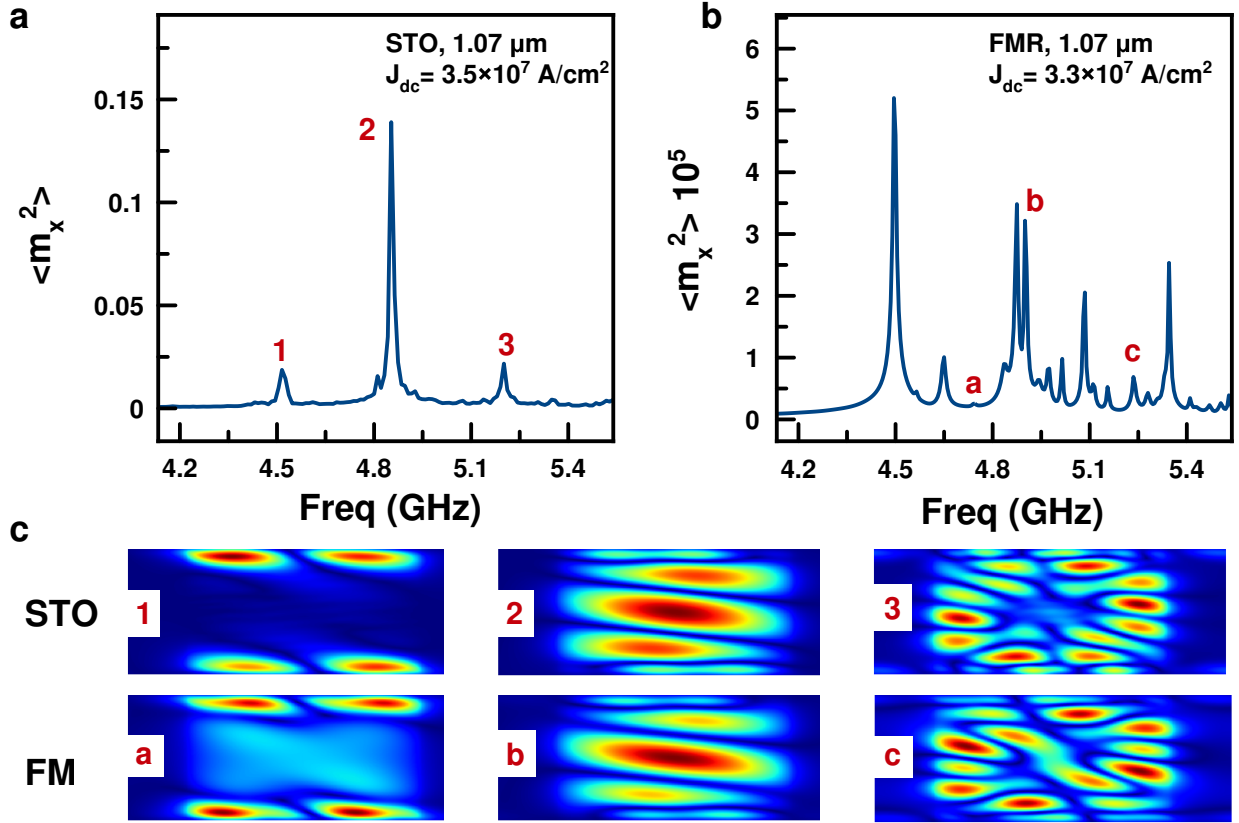 a
STO, 1.07 µm
J_dc= 3.5×10^7 A/cm^2
0.15
0.1
0.05
0
<m_x^2>
1
2
3
4.2 4.5 4.8 5.1 5.4
Freq (GHz)
b
FMR, 1.07 µm
J_dc= 3.3×10^7 A/cm^2
6
5
4
3
2
1
0
<m_x^2> 10^5
a
b
c
4.2 4.5 4.8 5.1 5.4
Freq (GHz)
c
STO
1
2
3
FM
a
b
c